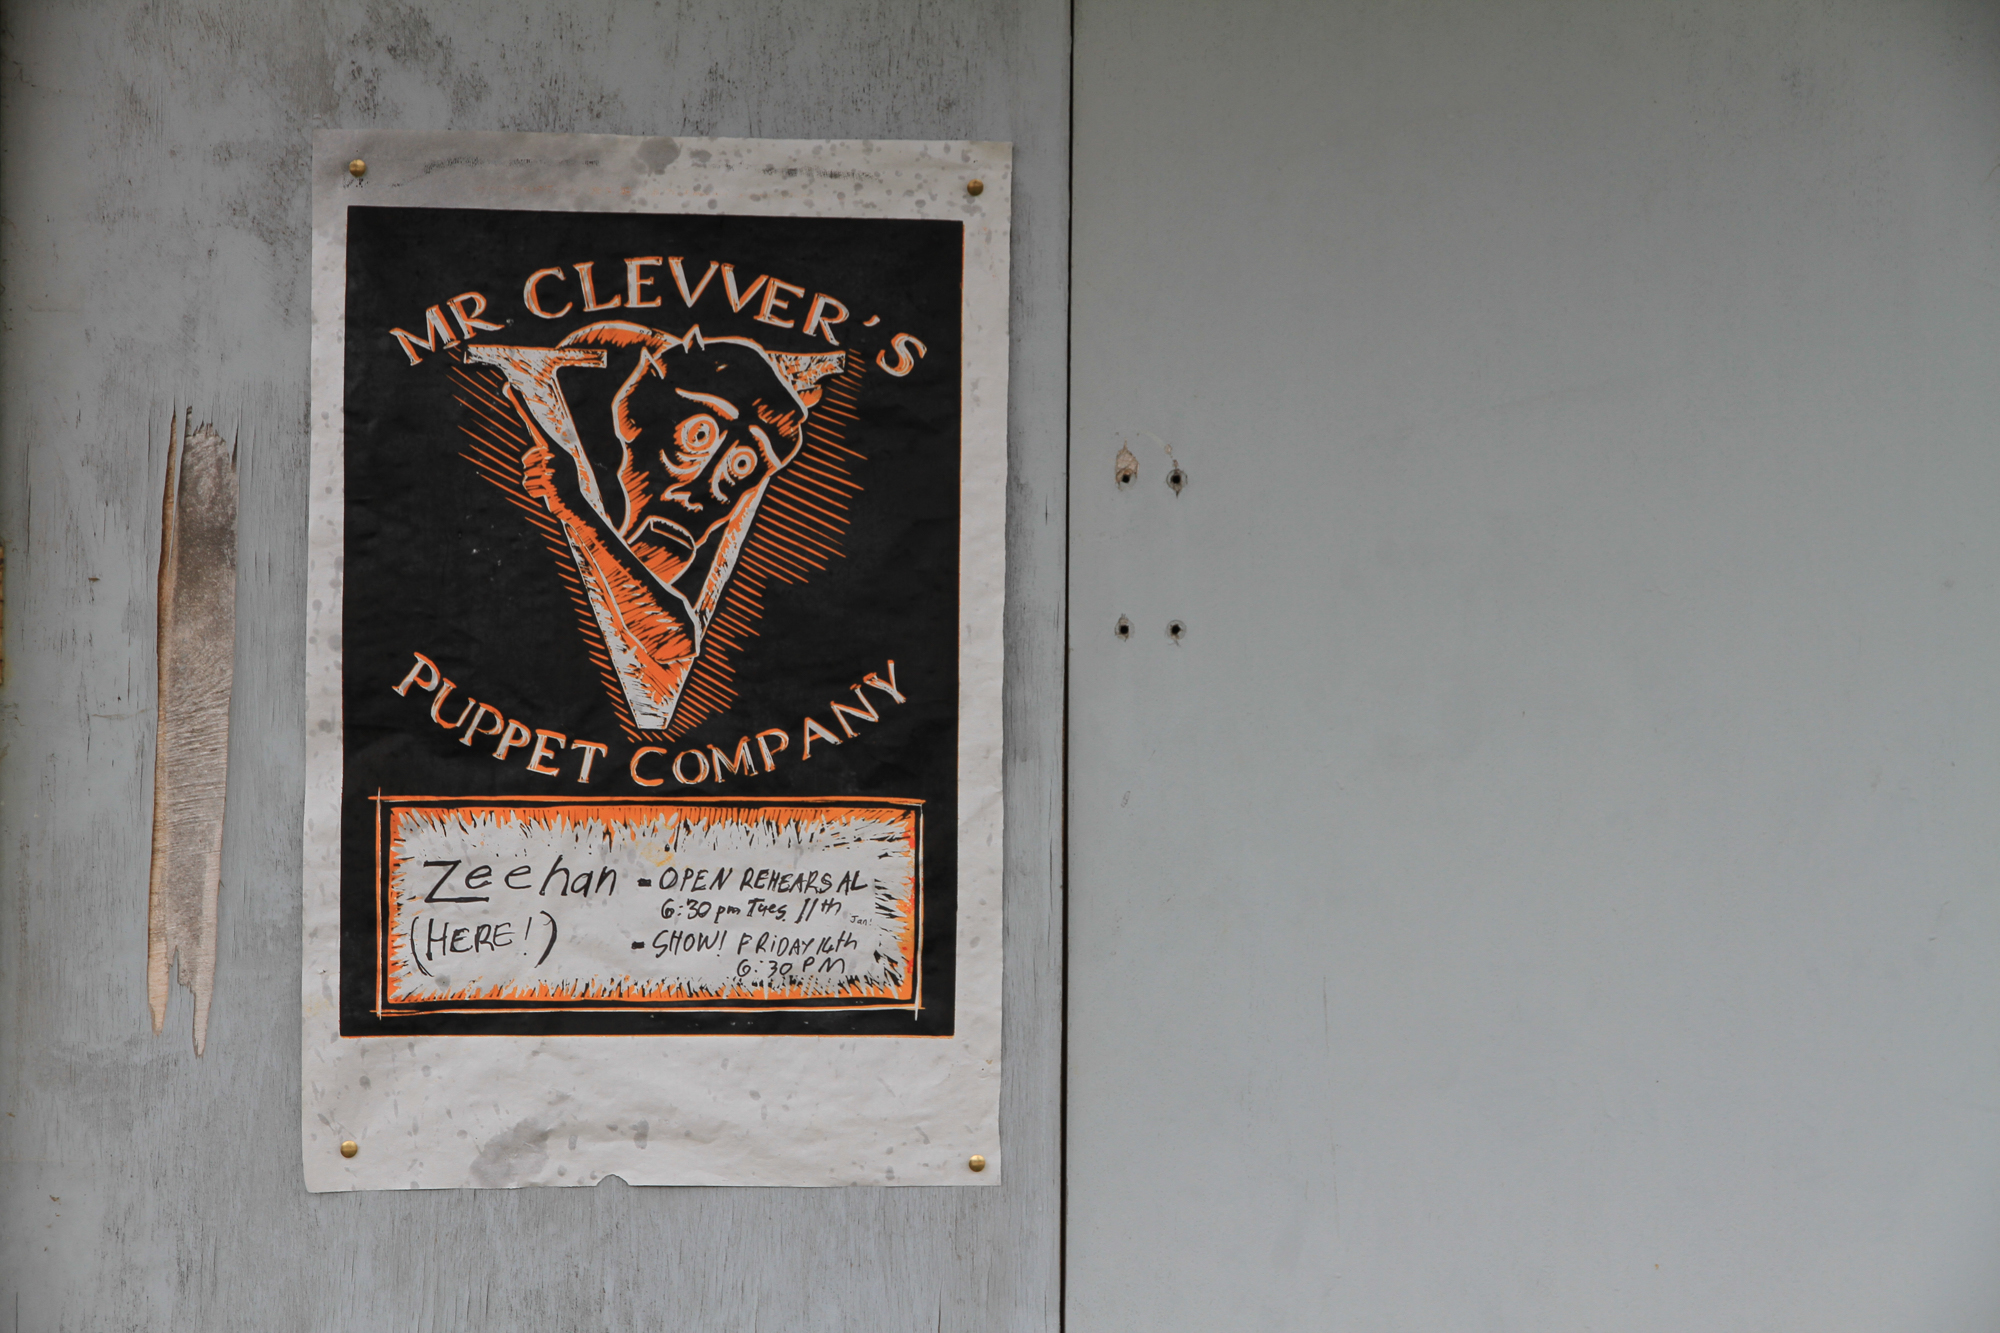 MR CLEVVER'S
PUPPET COMPANY
Zeehan
(HERE!)
- OPEN REHEARSAL
6:30 pm Tues 11th Jan!
- SHOW! FRIDAY 14th
6:30 PM